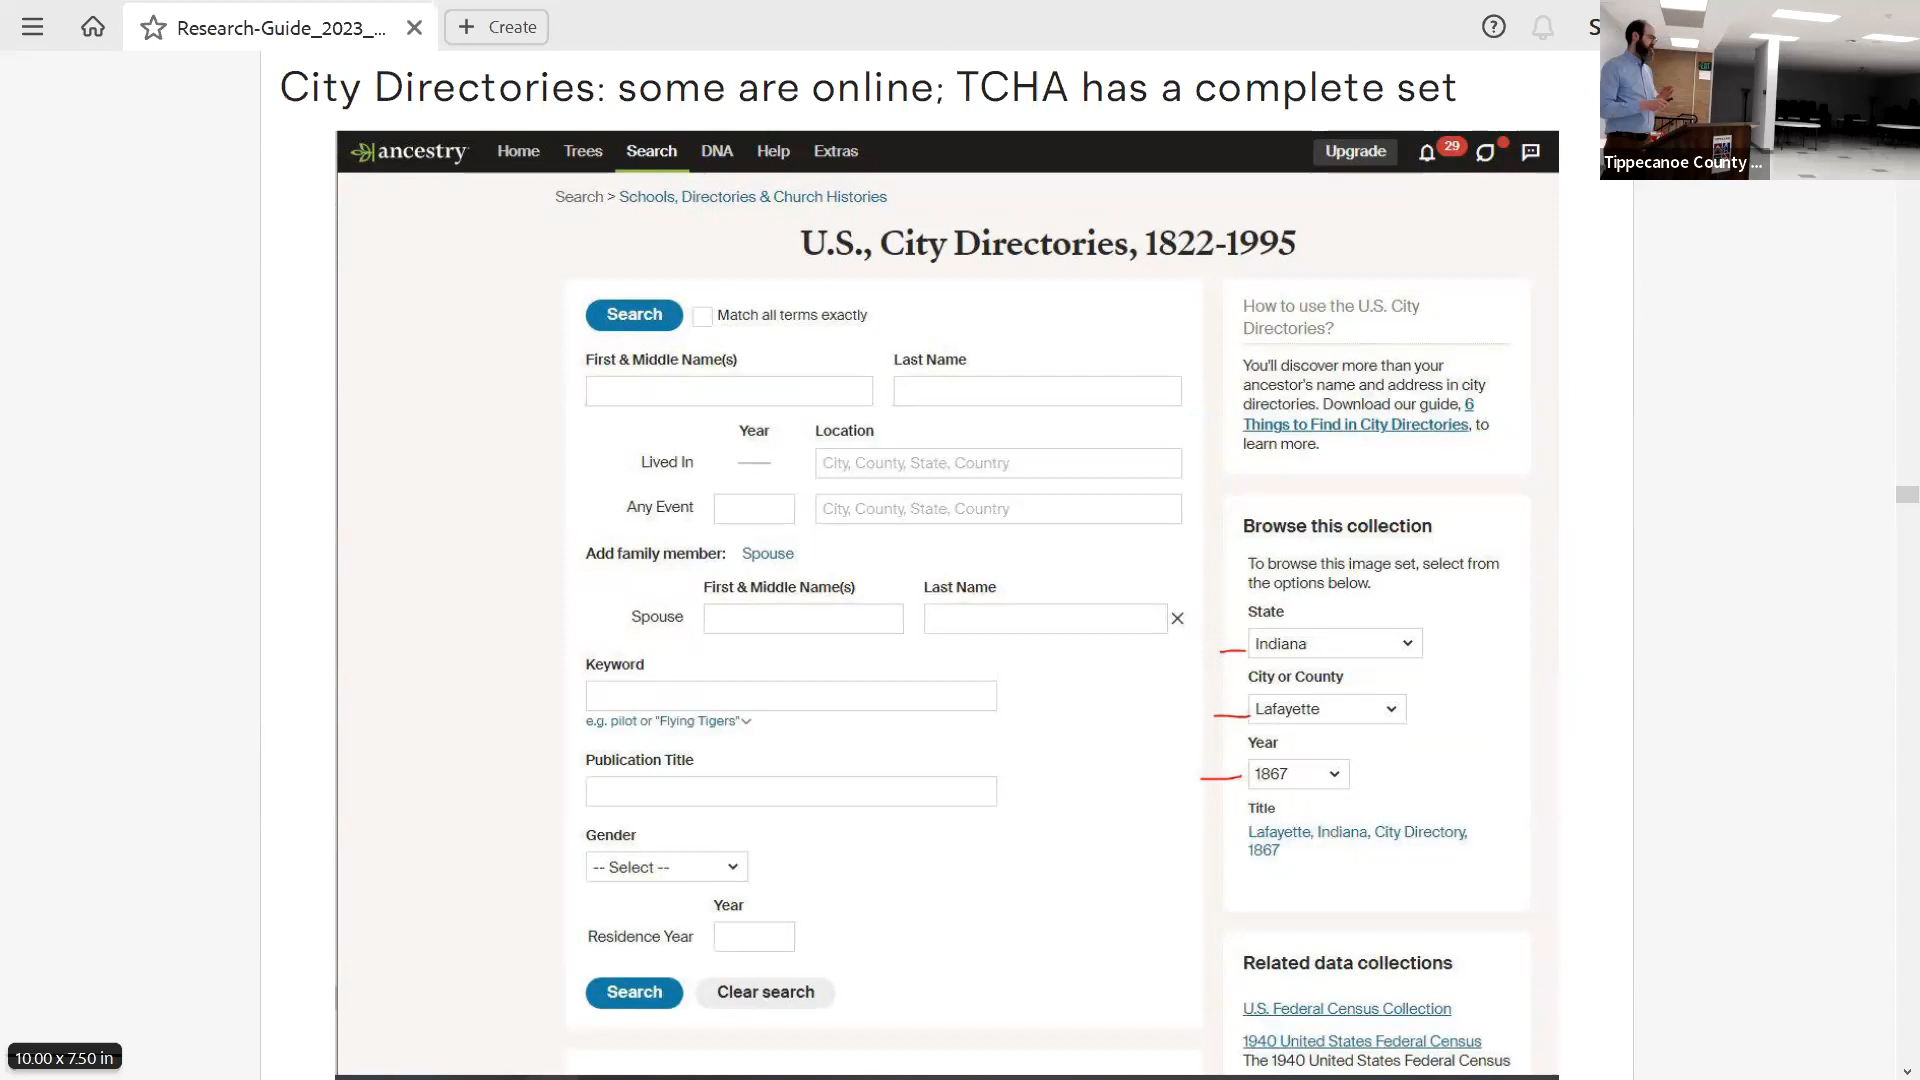 Research-Guide_2023_...
Create
S
City Directories: some are online; TCHA has a complete set
Tippecanoe County ...
ancestry
Home
Trees
Search
DNA
Help
Extras
Upgrade
29
Search > Schools, Directories & Church Histories
U.S., City Directories, 1822-1995
Search
Match all terms exactly
First & Middle Name(s)
Last Name
Year
Location
Lived In
City, County, State, Country
Any Event
City, County, State, Country
Add family member: Spouse
First & Middle Name(s)
Last Name
Spouse
Keyword
e.g. pilot or "Flying Tigers"
Publication Title
Gender
-- Select --
Year
Residence Year
Search
Clear search
How to use the U.S. City
Directories?
You'll discover more than your
ancestor's name and address in city
directories. Download our guide, 6
Things to Find in City Directories, to
learn more.
Browse this collection
To browse this image set, select from
the options below.
State
Indiana
City or County
Lafayette
Year
1867
Title
Lafayette, Indiana, City Directory,
1867
Related data collections
U.S. Federal Census Collection
1940 United States Federal Census
The 1940 United States Federal Census
10.00 x 7.50 in